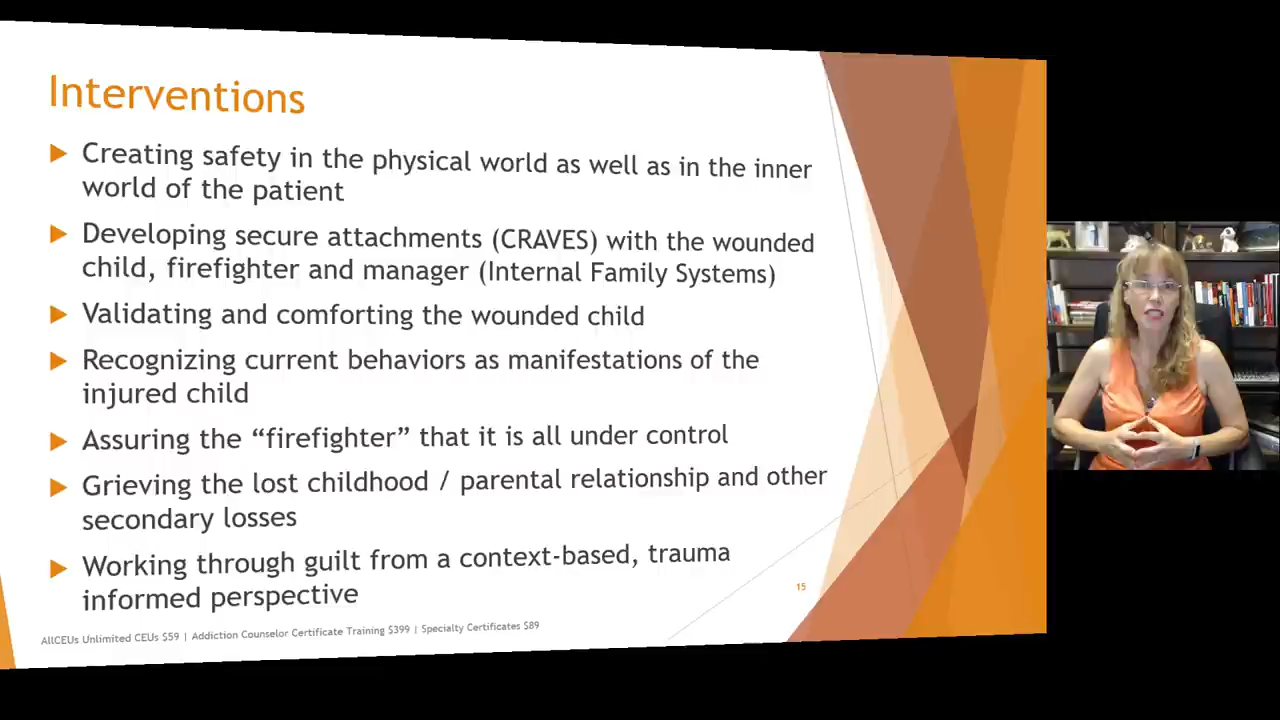 Interventions
Creating safety in the physical world as well as in the inner
world of the patient
Developing secure attachments (CRAVES) with the wounded
child, firefighter and manager (Internal Family Systems)
Validating and comforting the wounded child
Recognizing current behaviors as manifestations of the
injured child
Assuring the “firefighter” that it is all under control
Grieving the lost childhood / parental relationship and other
secondary losses
Working through guilt from a context-based, trauma
informed perspective
15
AllCEUs Unlimited CEUs $59 | Addiction Counselor Certificate Training $399 | Specialty Certificates $89